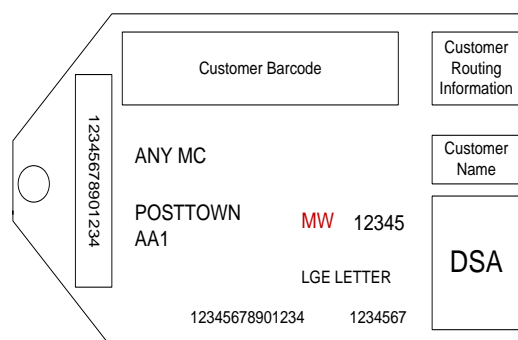 Customer Barcode
Customer
Routing
Information
12345678901234
ANY MC
Customer
Name
POSTTOWN
AA1
MW 12345
DSA
LGE LETTER
12345678901234 1234567